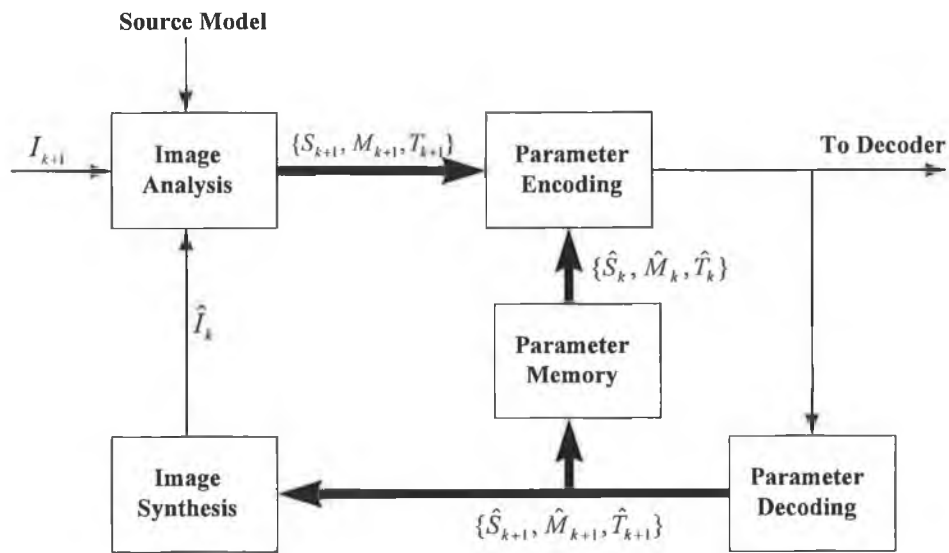 Source Model
I_{k+1}
Image
Analysis
{S_{k+1}, M_{k+1}, T_{k+1}}
Parameter
Encoding
To Decoder
{Ŝ_k, M̂_k, T̂_k}
Î_k
Parameter
Memory
Image
Synthesis
{Ŝ_{k+1}, M̂_{k+1}, T̂_{k+1}}
Parameter
Decoding